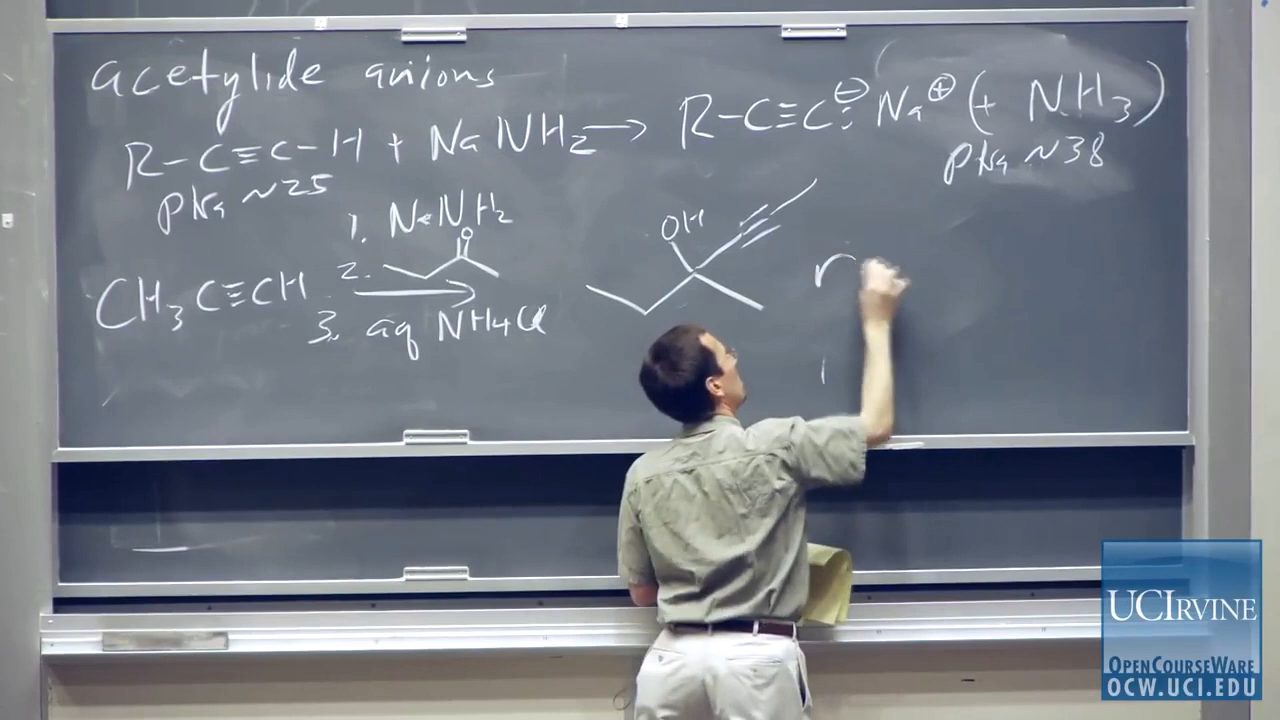 acetylide anions
R-C≡C-H + NaNH₂ → R-C≡C:⊖ Na⊕ (+ NH₃)
pKa ~25
pKa ~38
1. NaNH₂
2.
O
CH₃C≡CH
3. aq NH₄Cl
OH
r
UCIRVINE
OPENCOURSEWARE
OCW.UCI.EDU